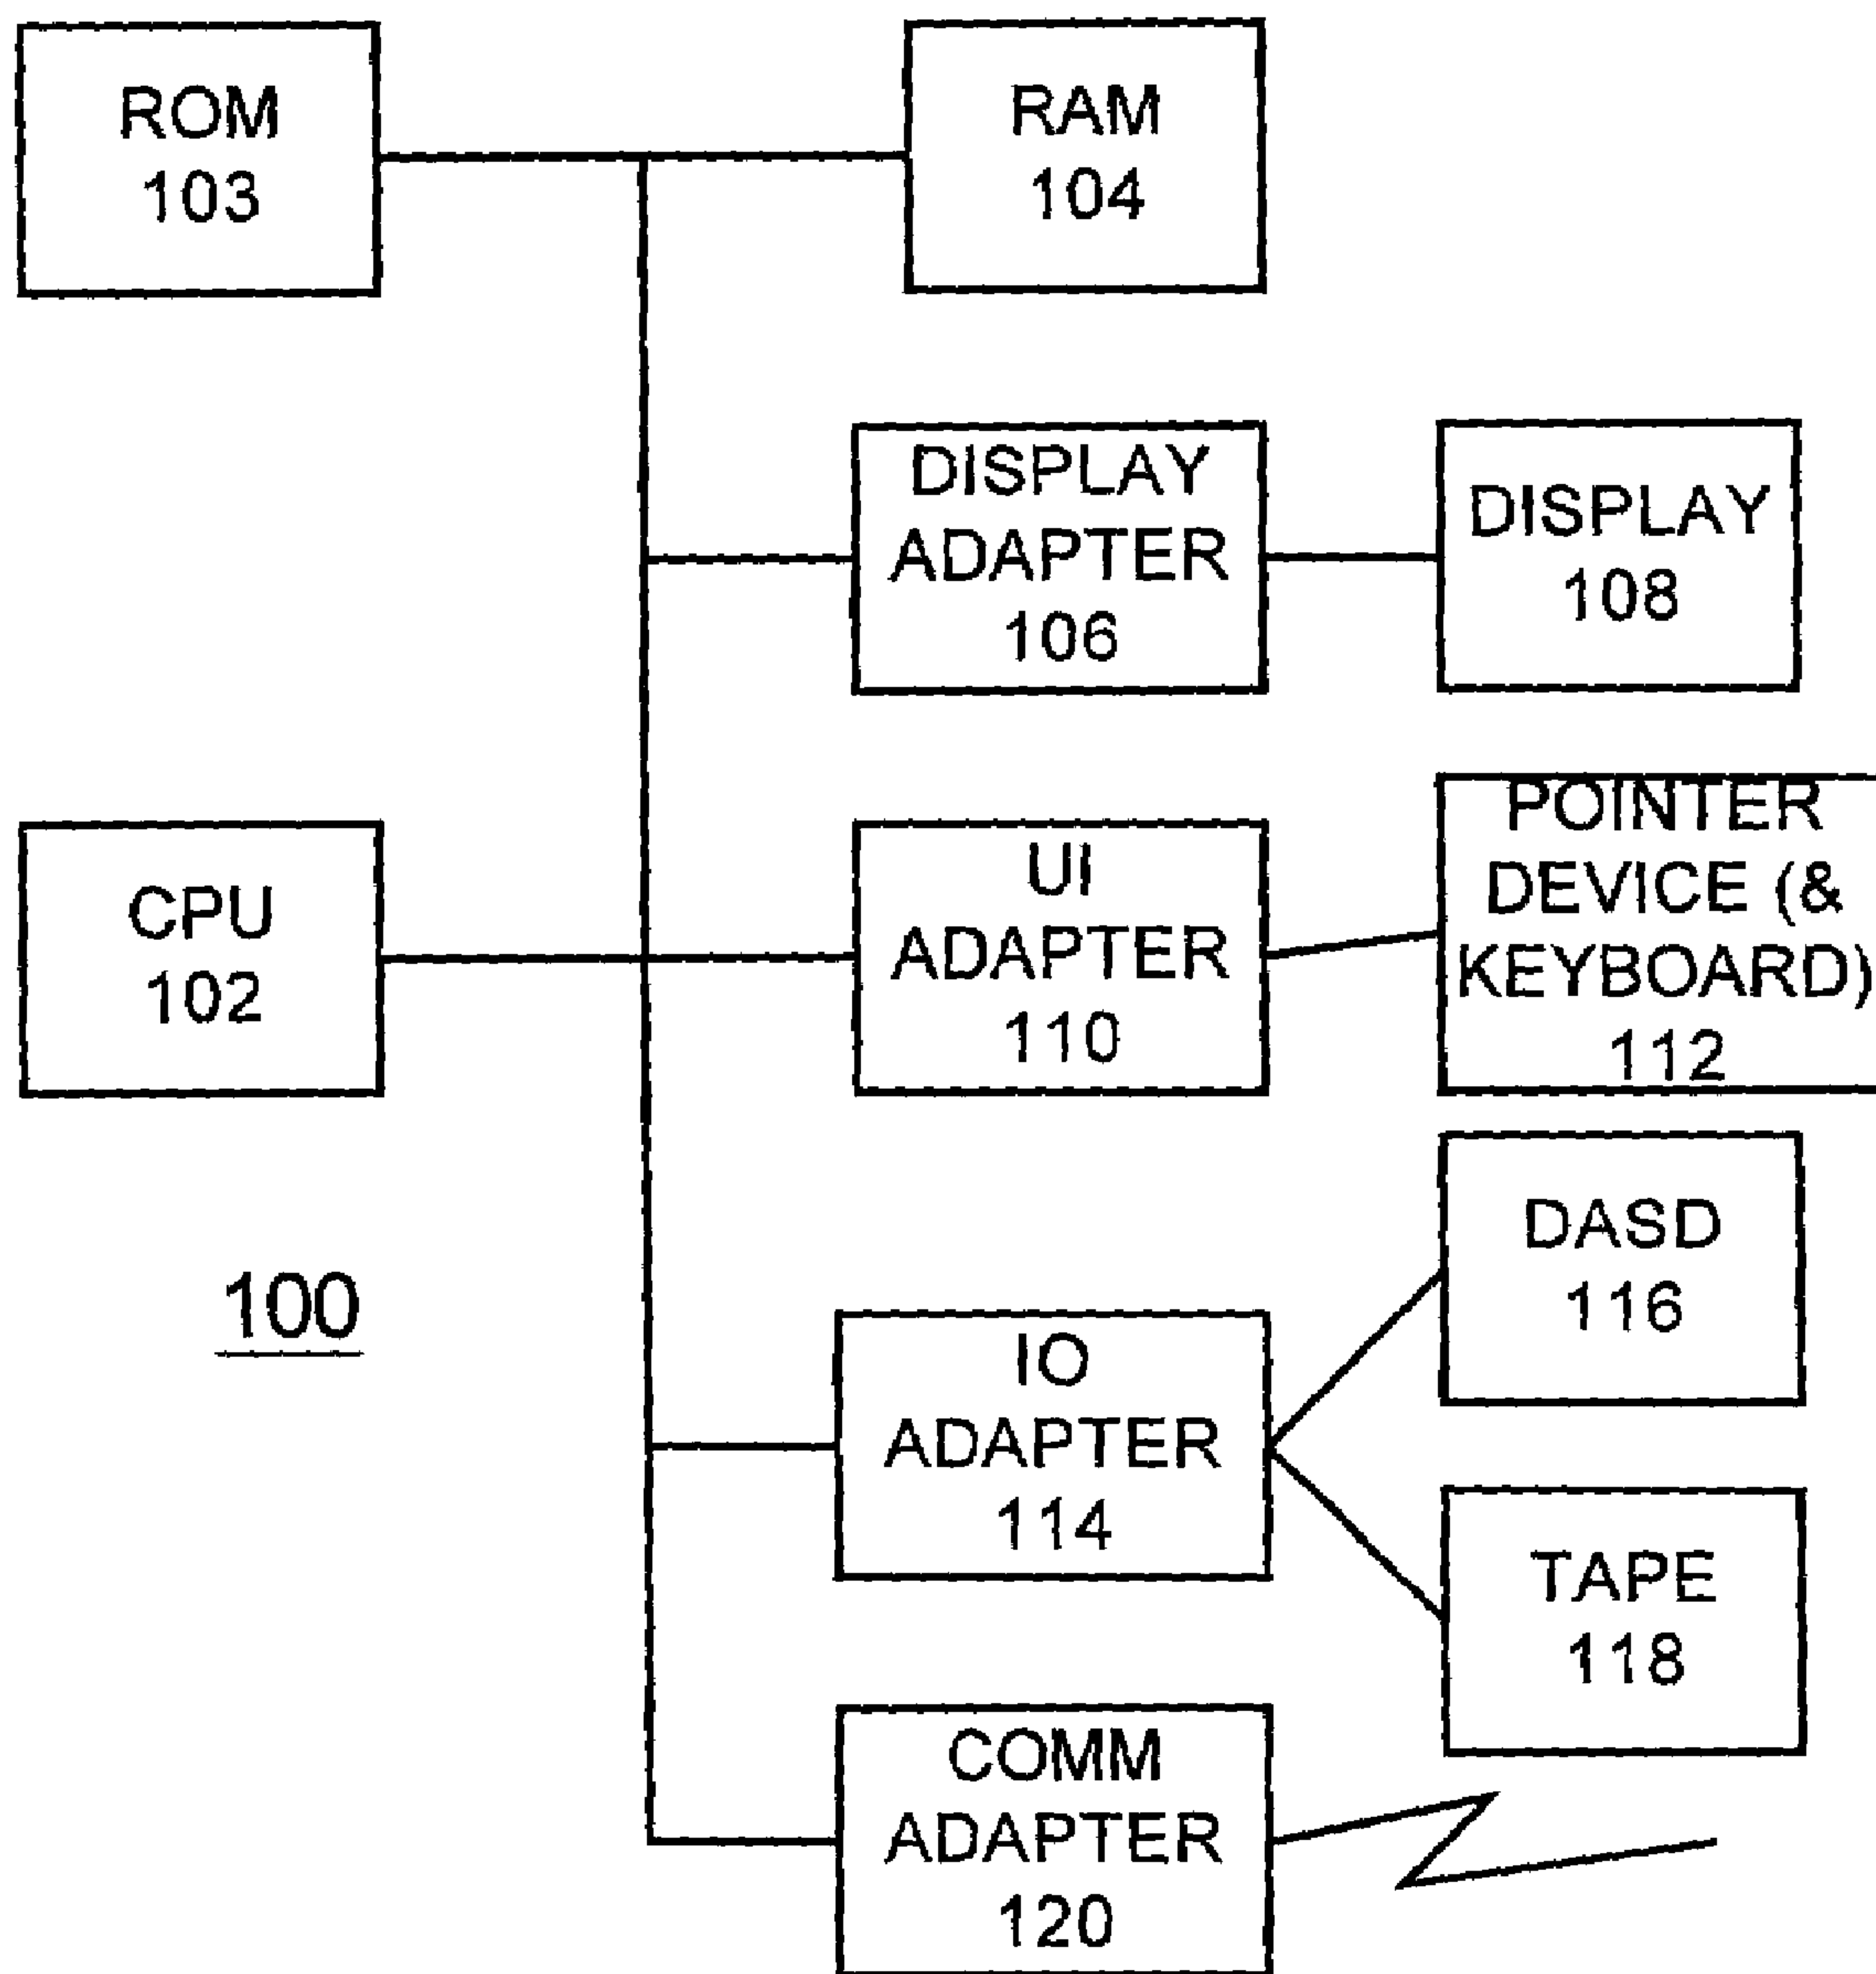 ROM
103
RAM
104
DISPLAY
ADAPTER
106
DISPLAY
108
CPU
102
UI
ADAPTER
110
POINTER
DEVICE (&
KEYBOARD)
112
100
DASD
116
IO
ADAPTER
114
TAPE
118
COMM
ADAPTER
120